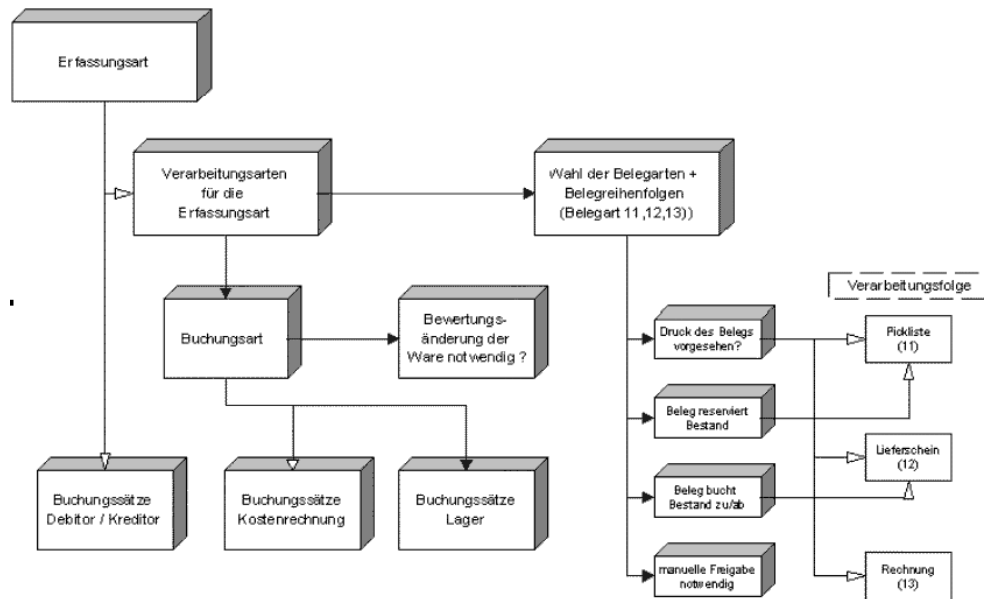 Erfassungsart
Verarbeitungsarten
für die
Erfassungsart
Wahl der Belegarten +
Belegreihenfolgen
(Belegart 11,12,13))
Verarbeitungsfolge
Buchungsart
Bewertungs-
änderung der
Ware notwendig ?
Druck des Belegs
vorgesehen?
Pickliste
(11)
Beleg reserviert
Bestand
Lieferschein
(12)
Buchungssätze
Debitor / Kreditor
Buchungssätze
Kostenrechnung
Buchungssätze
Lager
Beleg bucht
Bestand zu/ab
manuelle Freigabe
notwendig
Rechnung
(13)